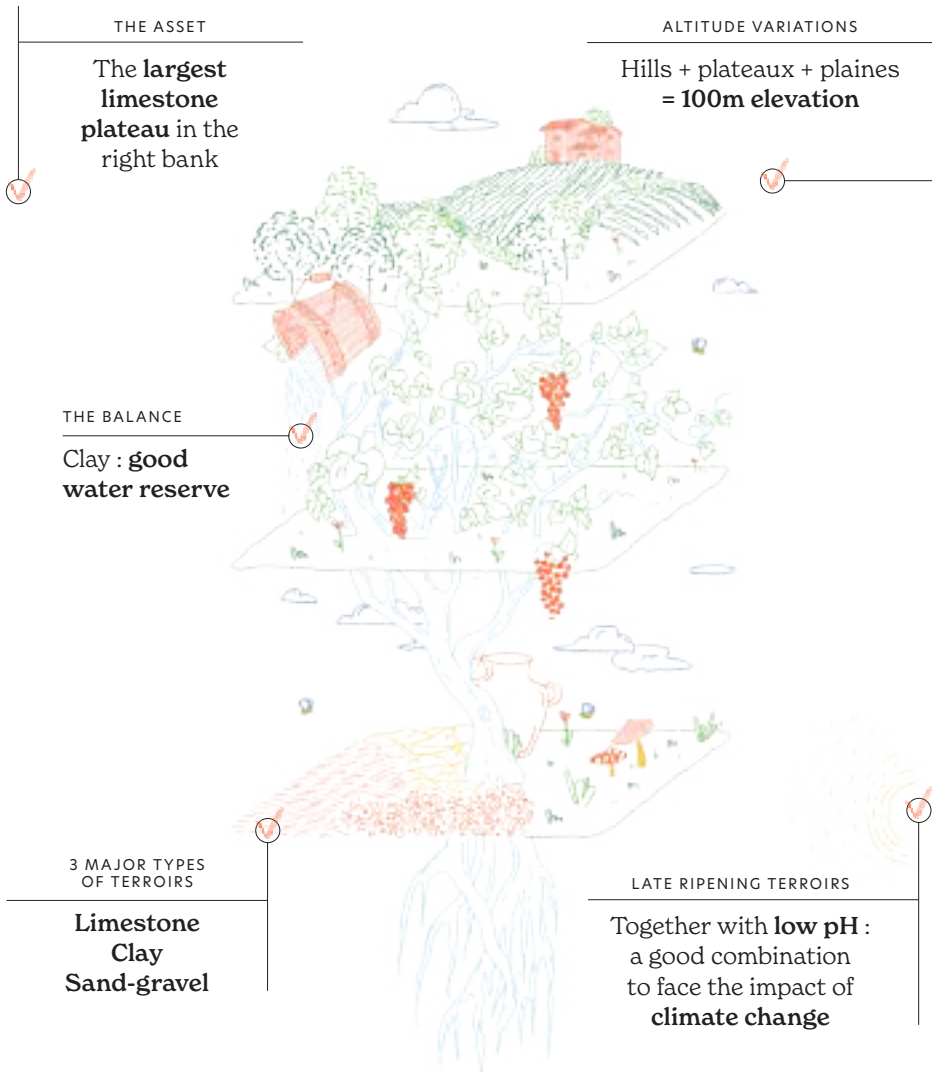 THE ASSET
The largest
limestone
plateau in the
right bank
ALTITUDE VARIATIONS
Hills + plateaux + plaines
= 100m elevation
THE BALANCE
Clay : good
water reserve
3 MAJOR TYPES
OF TERROIRS
Limestone
Clay
Sand-gravel
LATE RIPENING TERROIRS
Together with low pH :
a good combination
to face the impact of
climate change